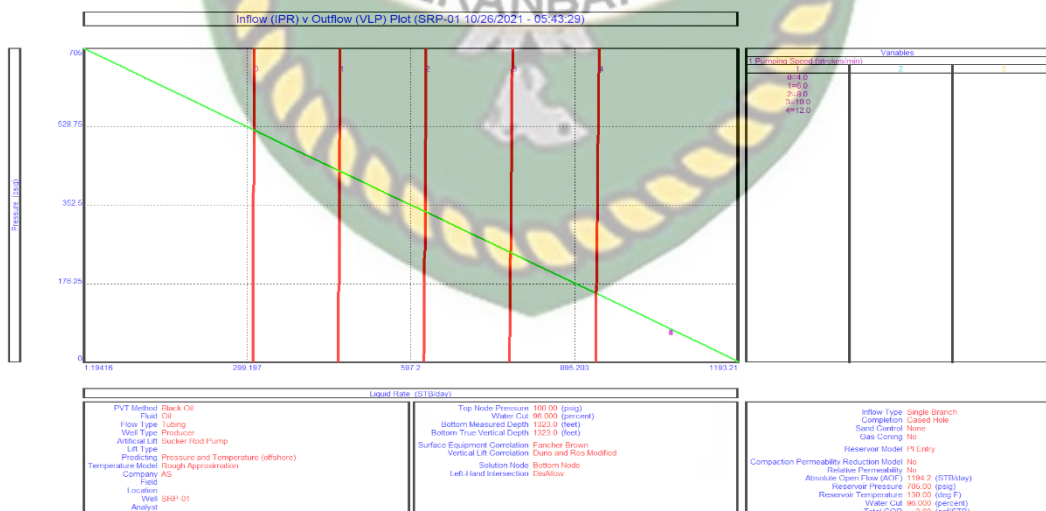 Inflow (IPR) v Outflow (VLP) Plot (SRP-01 10/26/2021 - 05:43:29)
Variables
1 Pumping Speed (strokes/min)
1 2 3
0=4.0
1=6.0
2=8.0
3=10.0
4=12.0
0 1 2 3 4
706
528.75
352.5
176.25
0
Pressure (psig)
1.19416 299.197 597.2 895.203 1193.21
Liquid Rate (STB/day)
PVT Method Black Oil
Fluid Oil
Flow Type Tubing
Well Type Producer
Artificial Lift Sucker Rod Pump
Lift Type
Predicting Pressure and Temperature (offshore)
Temperature Model Rough Approximation
Company AS
Field
Location
Well SRP-01
Analyst
Top Node Pressure 100.00 (psig)
Water Cut 96.000 (percent)
Bottom Measured Depth 1323.0 (feet)
Bottom True Vertical Depth 1323.0 (feet)
Surface Equipment Correlation Fancher Brown
Vertical Lift Correlation Duns and Ros Modified
Solution Node Bottom Node
Left-Hand Intersection DisAllow
Inflow Type Single Branch
Completion Cased Hole
Sand Control None
Gas Coning No
Reservoir Model PI Entry
Compaction Permeability Reduction Model No
Relative Permeability No
Absolute Open Flow (AOF) 1194.2 (STB/day)
Reservoir Pressure 706.00 (psig)
Reservoir Temperature 130.00 (deg F)
Water Cut 96.000 (percent)
Total GOR (scf/STB)